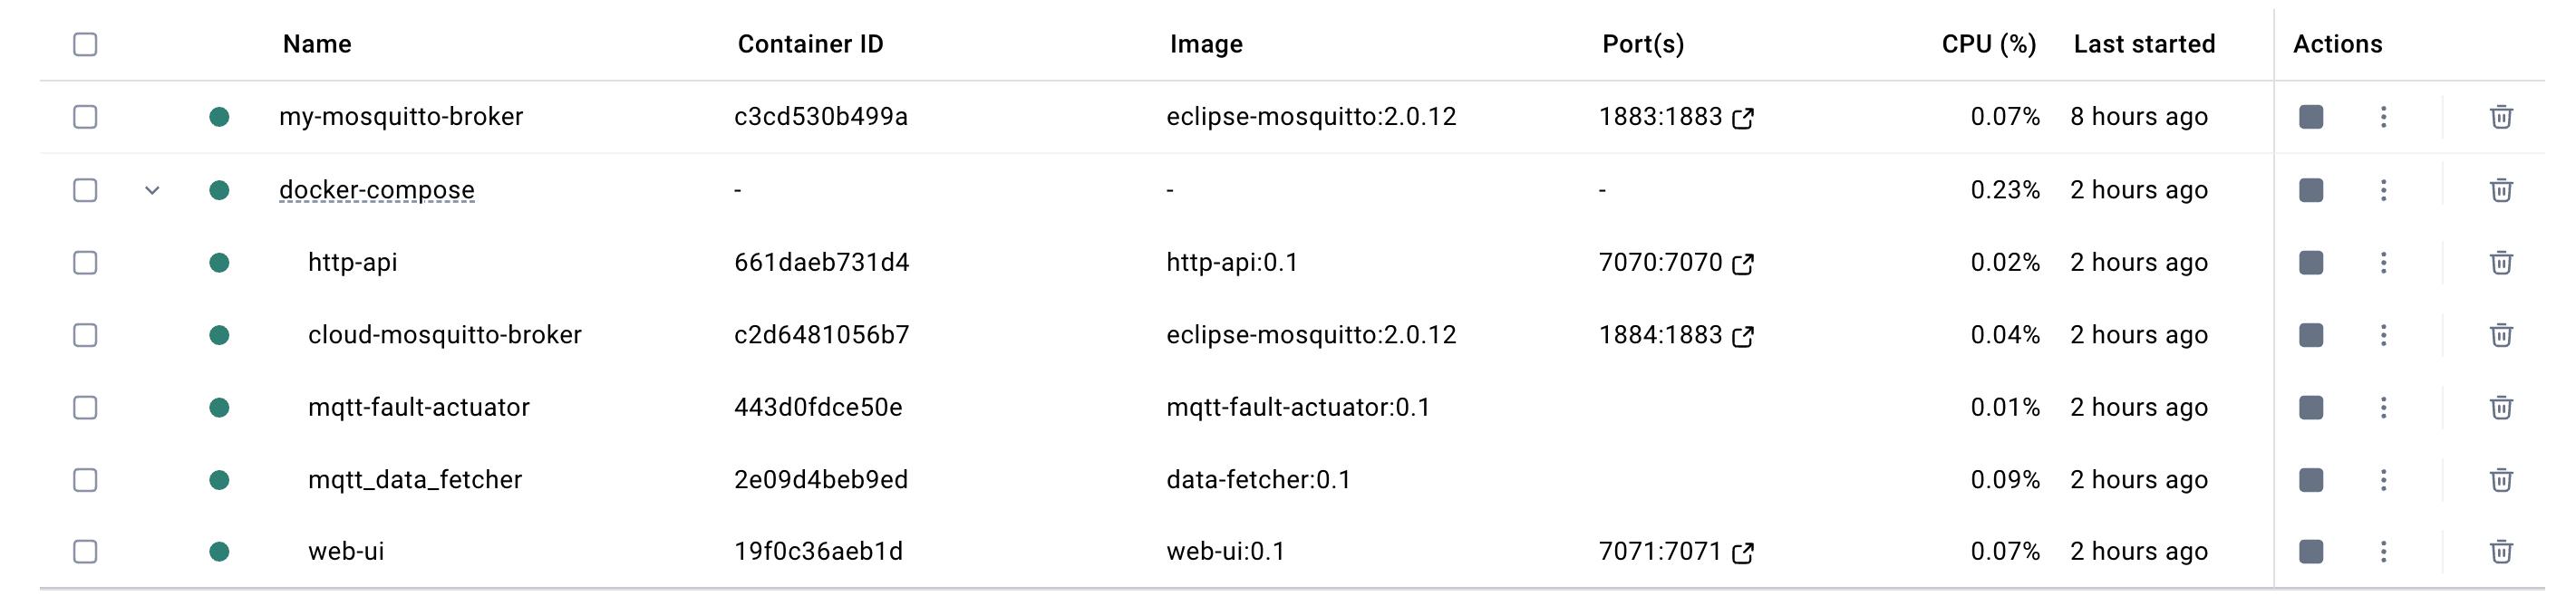 Name Container ID Image Port(s) CPU (%) Last started Actions
my-mosquitto-broker c3cd530b499a eclipse-mosquitto:2.0.12 1883:1883 0.07% 8 hours ago
docker-compose - - - 0.23% 2 hours ago
http-api 661daeb731d4 http-api:0.1 7070:7070 0.02% 2 hours ago
cloud-mosquitto-broker c2d6481056b7 eclipse-mosquitto:2.0.12 1884:1883 0.04% 2 hours ago
mqtt-fault-actuator 443d0fdce50e mqtt-fault-actuator:0.1 0.01% 2 hours ago
mqtt_data_fetcher 2e09d4beb9ed data-fetcher:0.1 0.09% 2 hours ago
web-ui 19f0c36aeb1d web-ui:0.1 7071:7071 0.07% 2 hours ago